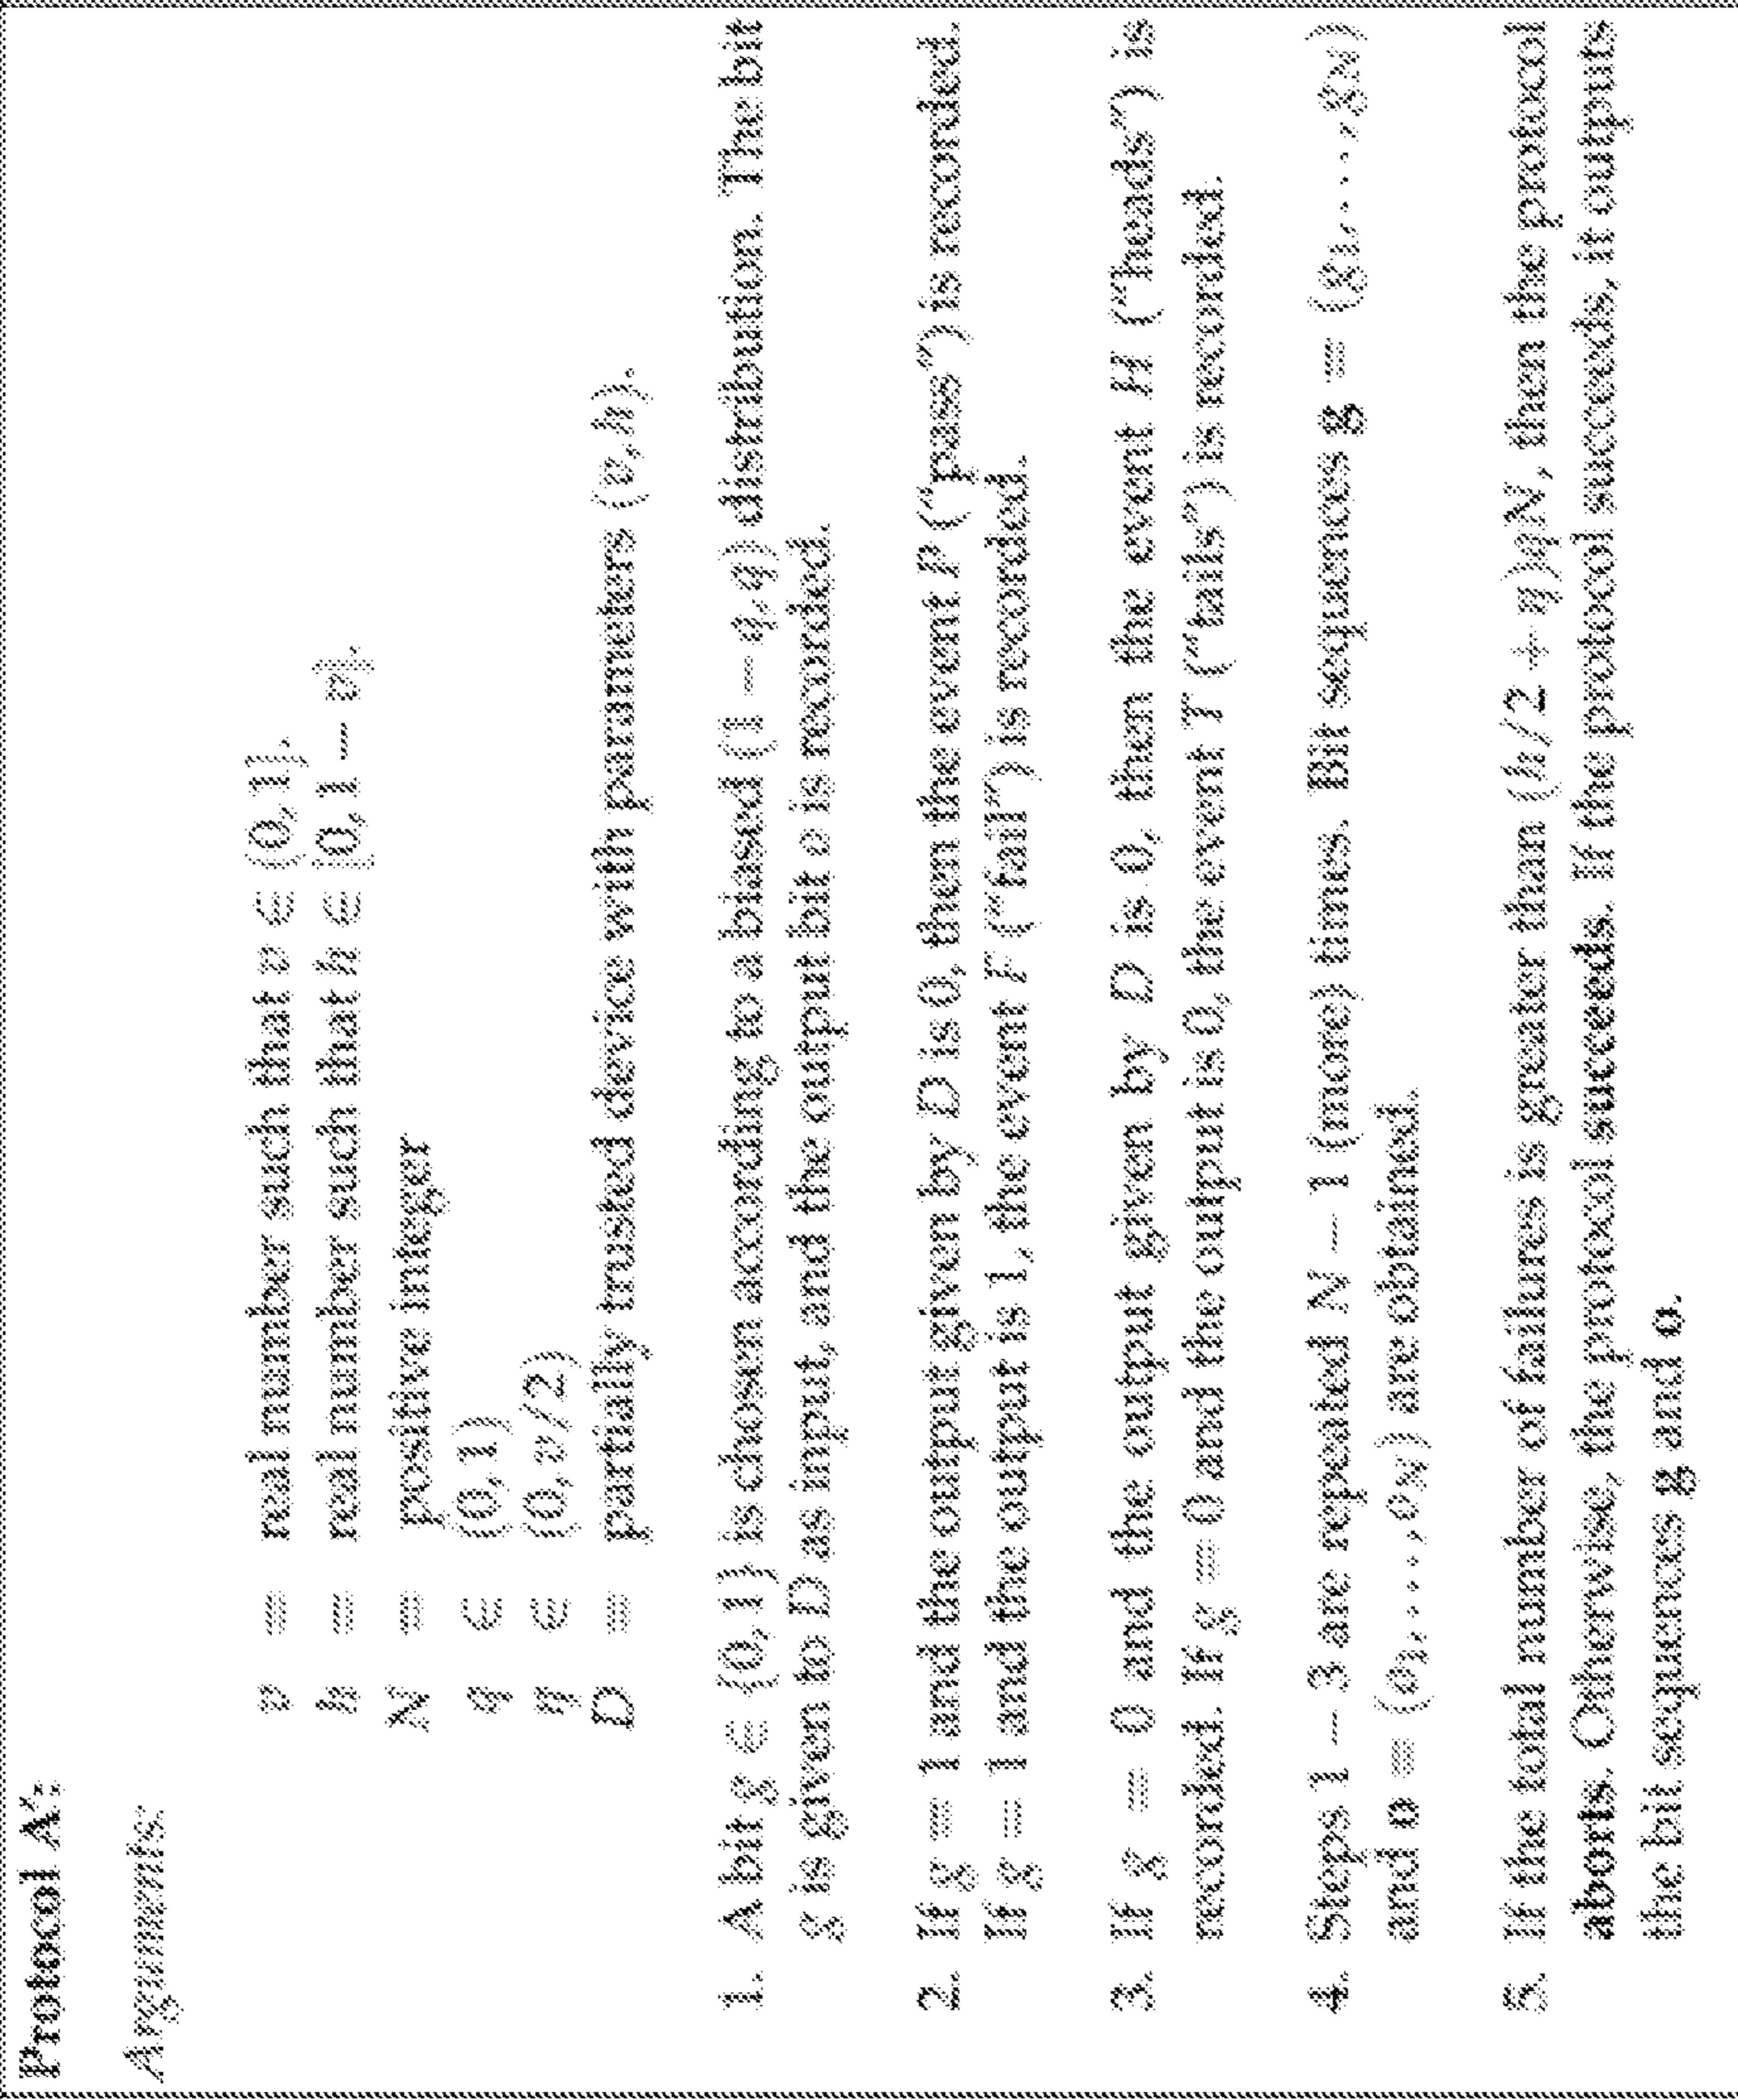 Protocol A':
Arguments:
v = real number such that v ∈ (0, 1].
h = real number such that h ∈ [0, 1 − v].
N = positive integer
q ∈ (0, 1)
η ∈ (0, v/2)
D = partially trusted device with parameters (v, h).
1. A bit g ∈ {0, 1} is chosen according to a biased (1 − q, q) distribution. The bit
g is given to D as input, and the output bit o is recorded.
2. If g = 1 and the output given by D is 0, then the event P ("pass") is recorded.
If g = 1 and the output is 1, the event F ("fail") is recorded.
3. If g = 0 and the output given by D is 0, then the event H ("heads") is
recorded. If g = 0 and the output is 0, the event T ("tails") is recorded.
4. Steps 1 − 3 are repeated N − 1 (more) times. Bit sequences g = (g₁, . . . , g_N)
and o = (o₁, . . . , o_N) are obtained.
5. If the total number of failures is greater than (h/2 + η)qN, then the protocol
aborts. Otherwise, the protocol succeeds. If the protocol succeeds, it outputs
the bit sequences g and o.